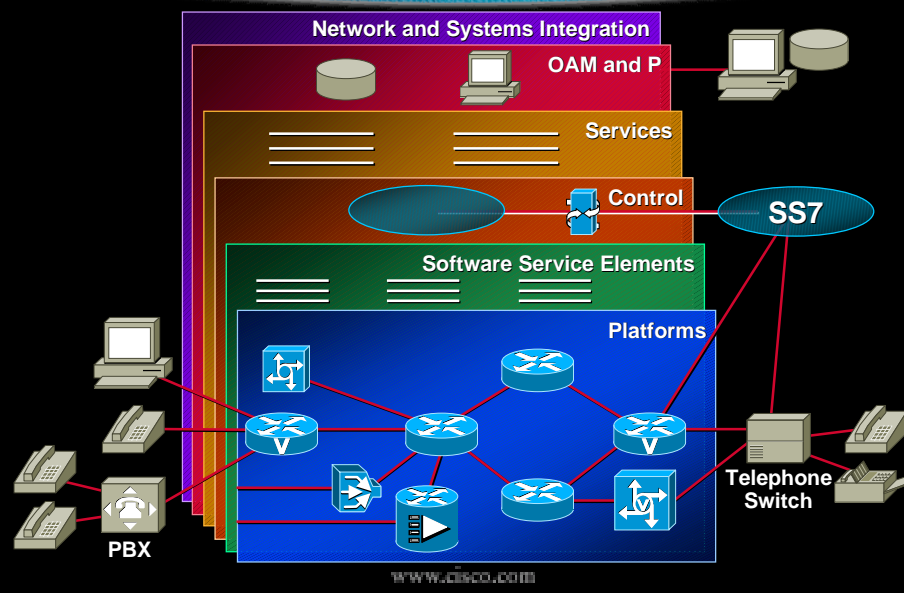 Network and Systems Integration
OAM and P
Services
Control
SS7
Software Service Elements
Platforms
V
V
V
Telephone
Switch
PBX
www.cisco.com